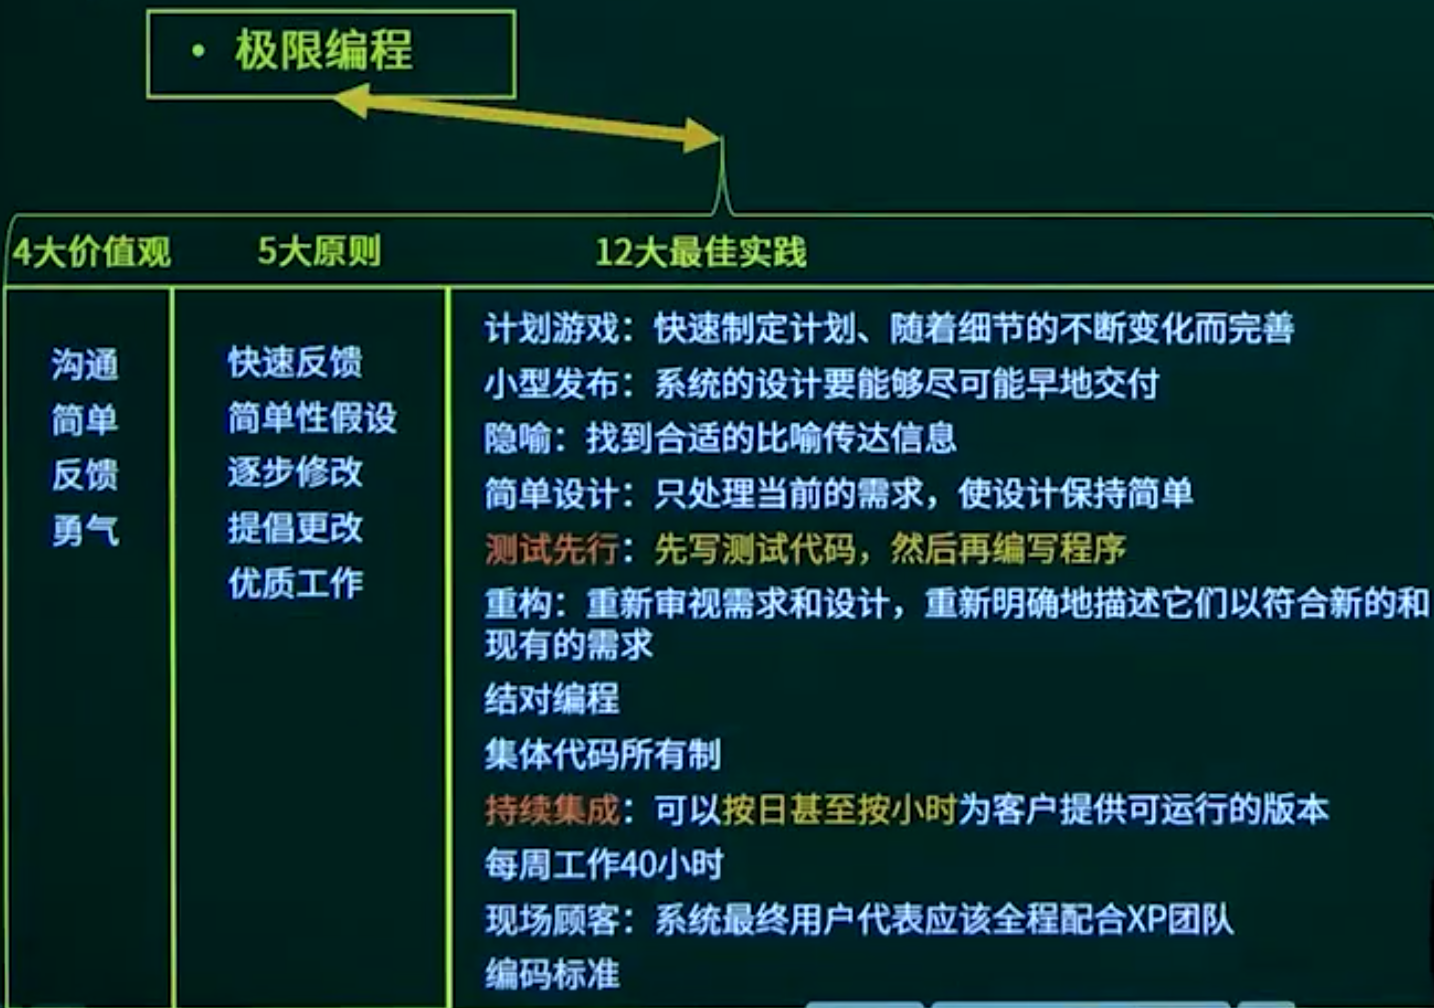 • 极限编程
4大价值观
5大原则
12大最佳实践
沟通
简单
反馈
勇气
快速反馈
简单性假设
逐步修改
提倡更改
优质工作
计划游戏：快速制定计划、随着细节的不断变化而完善
小型发布：系统的设计要能够尽可能早地交付
隐喻：找到合适的比喻传达信息
简单设计：只处理当前的需求，使设计保持简单
测试先行：先写测试代码，然后再编写程序
重构：重新审视需求和设计，重新明确地描述它们以符合新的和
现有的需求
结对编程
集体代码所有制
持续集成：可以按日甚至按小时为客户提供可运行的版本
每周工作40小时
现场顾客：系统最终用户代表应该全程配合XP团队
编码标准